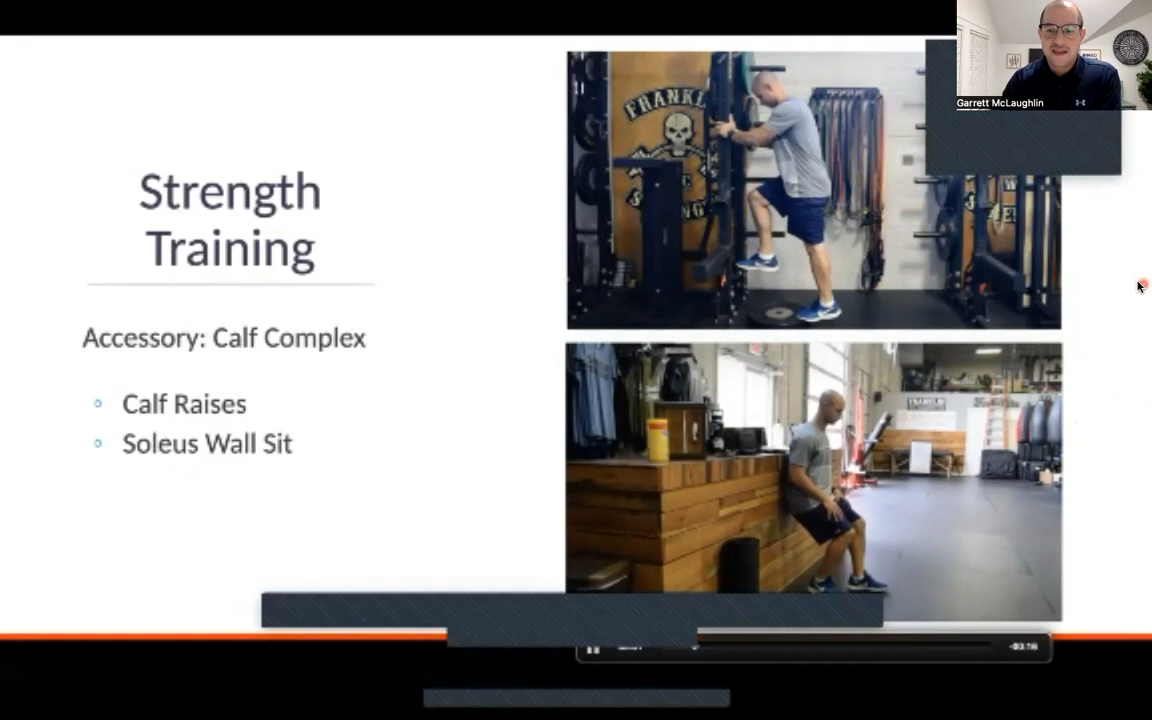 Strength
Training
Accessory: Calf Complex
Calf Raises
Soleus Wall Sit
Garrett McLaughlin